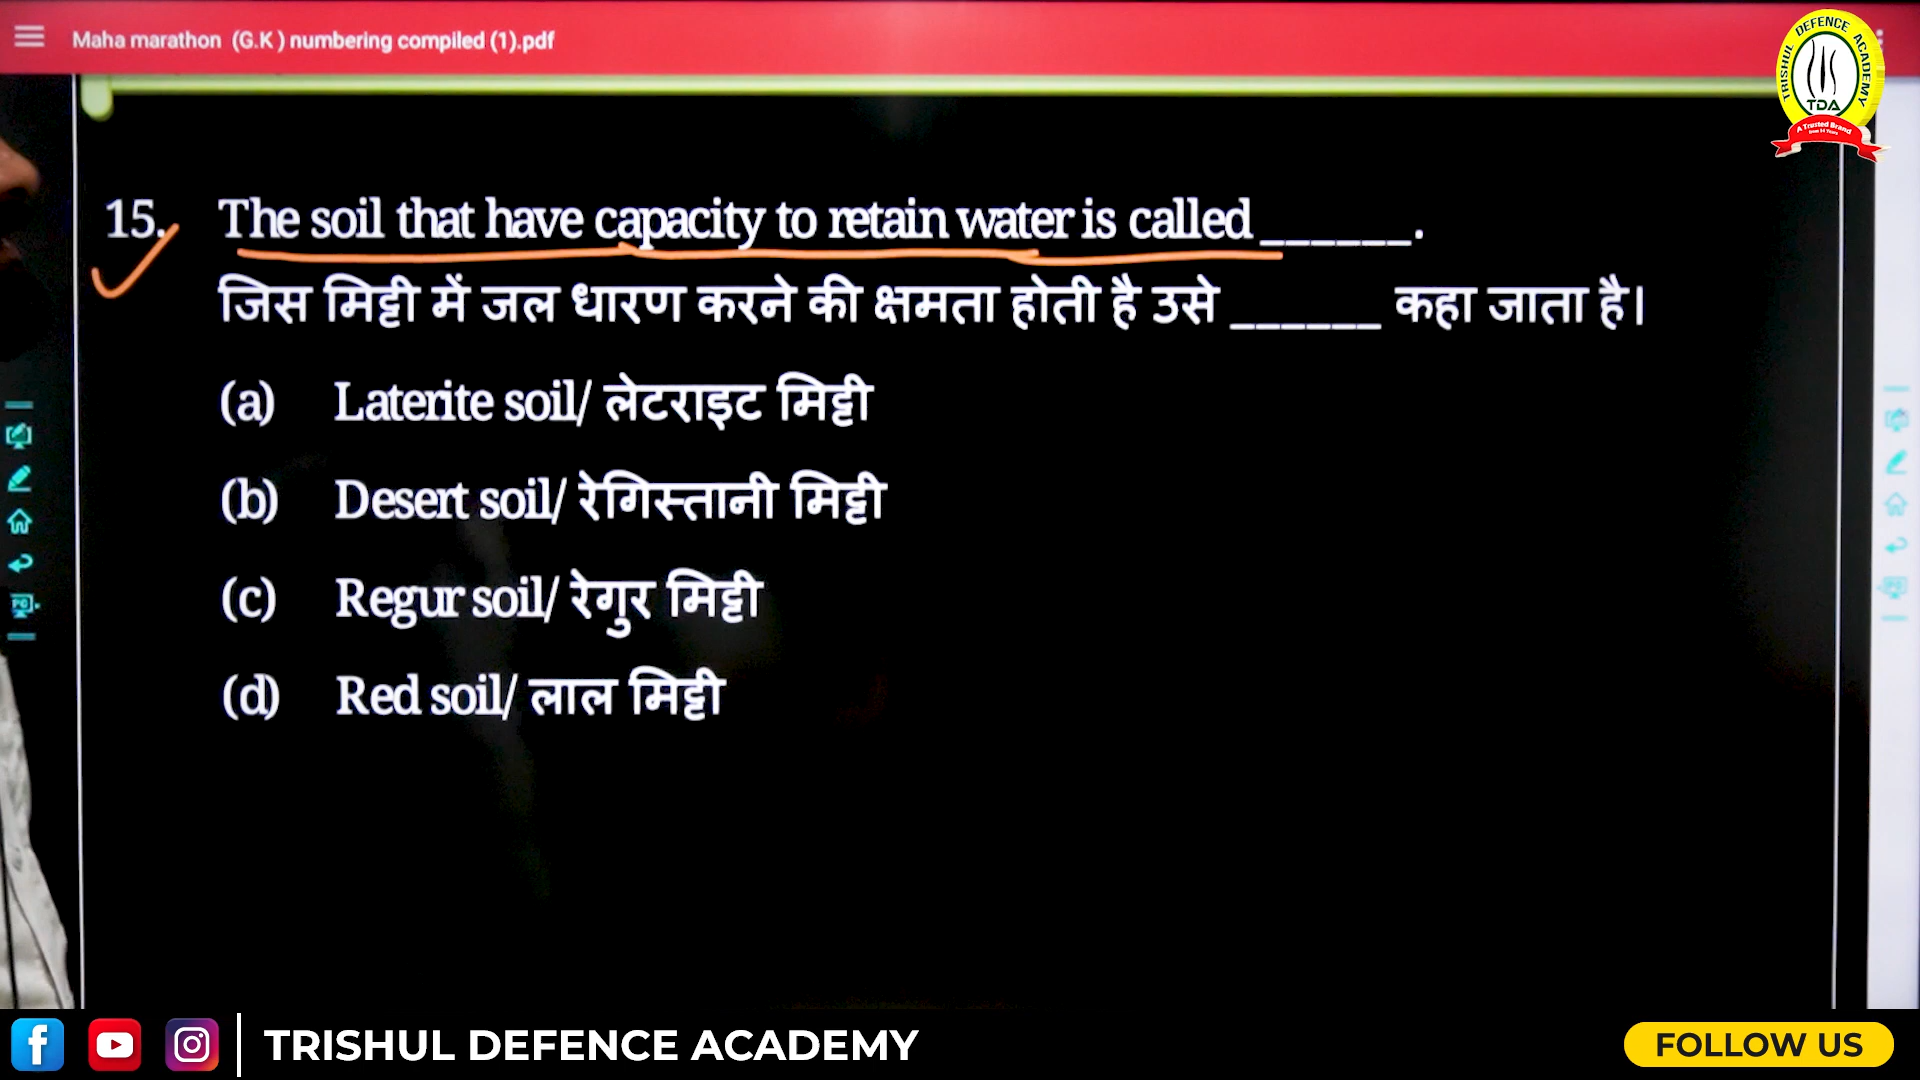 Maha marathon (G.K ) numbering compiled (1).pdf
TRISHUL DEFENCE ACADEMY
TDA
A Trusted Brand
15. The soil that have capacity to retain water is called ______.
जिस मिट्टी में जल धारण करने की क्षमता होती है उसे ______ कहा जाता है।
(a) Laterite soil/ लेटराइट मिट्टी
(b) Desert soil/ रेगिस्तानी मिट्टी
(c) Regur soil/ रेगुर मिट्टी
(d) Red soil/ लाल मिट्टी
TRISHUL DEFENCE ACADEMY
FOLLOW US